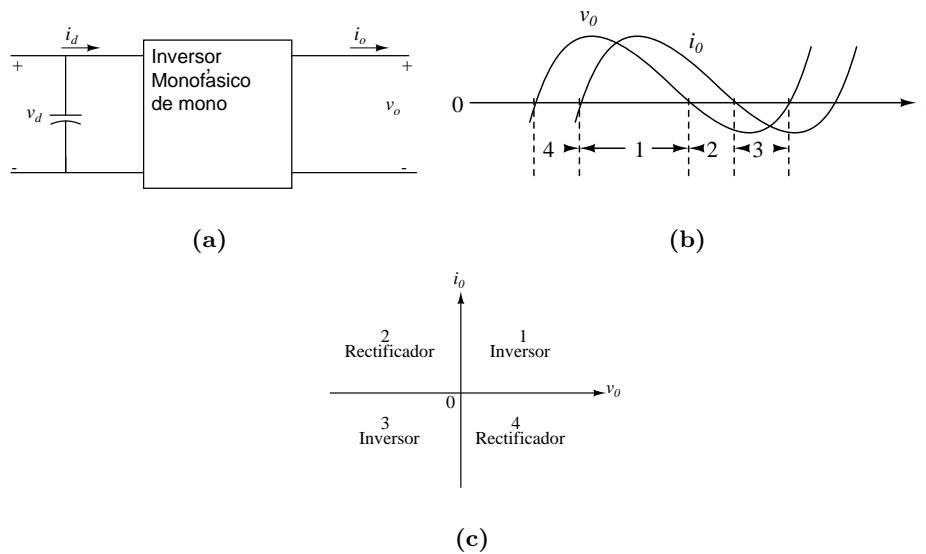 i_d
i_o
+
+
Inversor
Monofásico
de mono
v_d
v_o
-
-
(a)
v_0
i_0
0
4
1
2
3
(b)
i_0
2
Rectificador
1
Inversor
0
v_0
3
Inversor
4
Rectificador
(c)